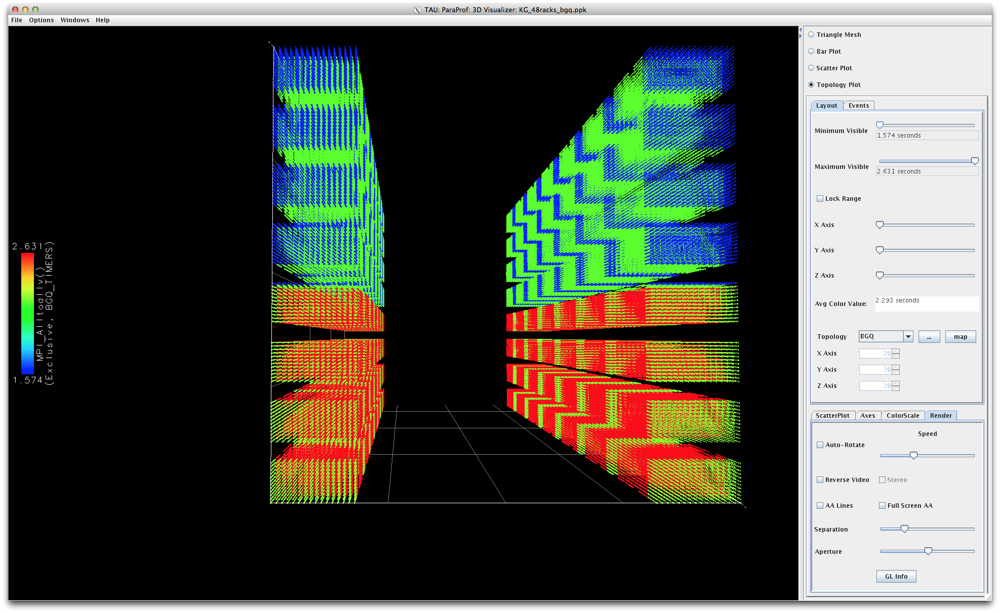 TAU: ParaProf: 3D Visualizer: KG_48racks_bgq.ppk
File Options Windows Help
2.631
MPI_Alltoallv()
(Exclusive, BGQ_TIMERS)
1.574
Triangle Mesh
Bar Plot
Scatter Plot
Topology Plot
Layout Events
Minimum Visible
1.574 seconds
Maximum Visible
2.631 seconds
Lock Range
X Axis
Y Axis
Z Axis
Avg Color Value: 2.293 seconds
Topology BGQ ... map
X Axis 20
Y Axis 20
Z Axis 20
ScatterPlot Axes ColorScale Render
Speed
Auto-Rotate
Reverse Video Stereo
AA Lines Full Screen AA
Separation
Aperture
GL Info